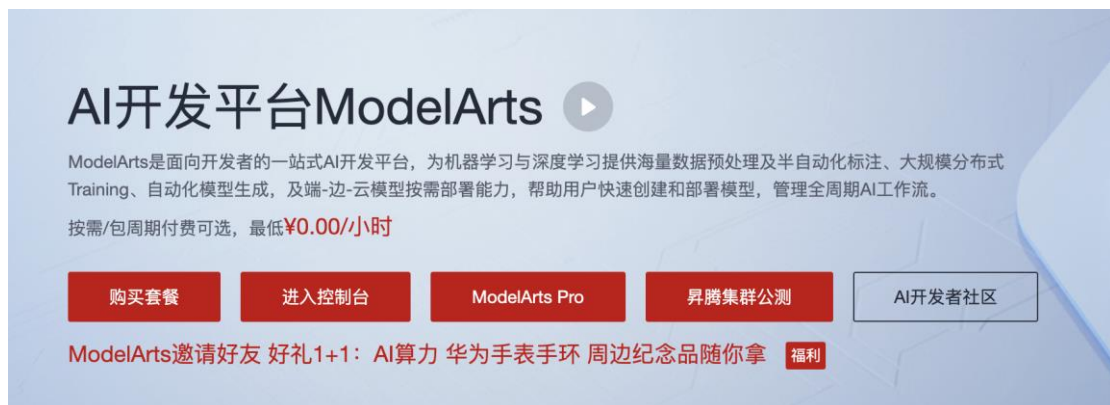 AI开发平台ModelArts
ModelArts是面向开发者的一站式AI开发平台，为机器学习与深度学习提供海量数据预处理及半自动化标注、大规模分布式
Training、自动化模型生成，及端-边-云模型按需部署能力，帮助用户快速创建和部署模型，管理全周期AI工作流。
按需/包周期付费可选，最低¥0.00/小时
购买套餐 进入控制台 ModelArts Pro 昇腾集群公测 AI开发者社区
ModelArts邀请好友 好礼1+1：AI算力 华为手表手环 周边纪念品随你拿 福利